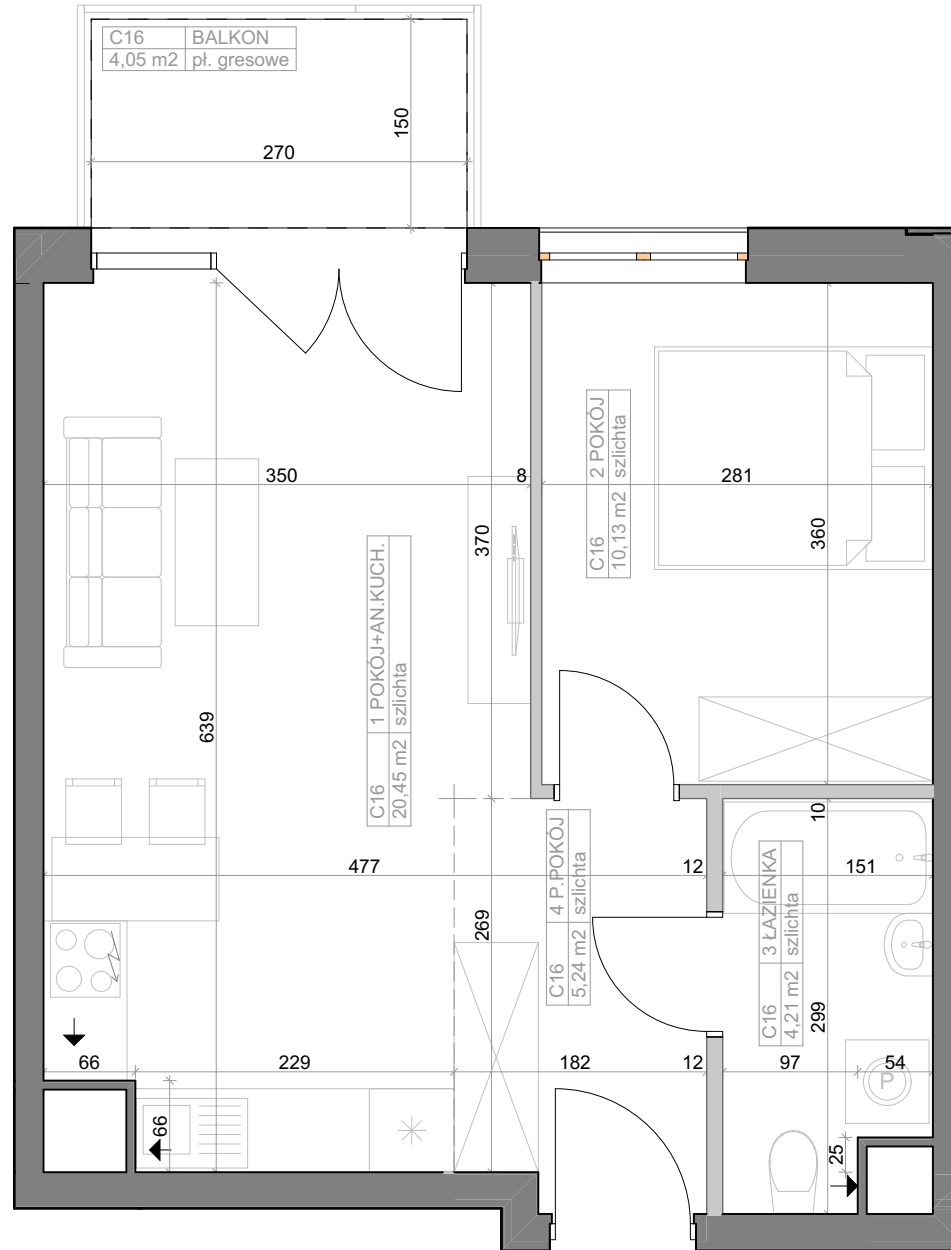 C16 BALKON
4,05 m2 pł. gresowe
150
270
350
8
281
C16 2 POKÓJ
10,13 m2 szlichta
370
360
C16 1 POKÓJ+AN.KUCH.
20,45 m2 szlichta
639
10
477
12
151
C16 4 P.POKÓJ
5,24 m2 szlichta
C16 3 ŁAZIENKA
4,21 m2 szlichta
269
299
66
229
182
12
97
54
P
66
25